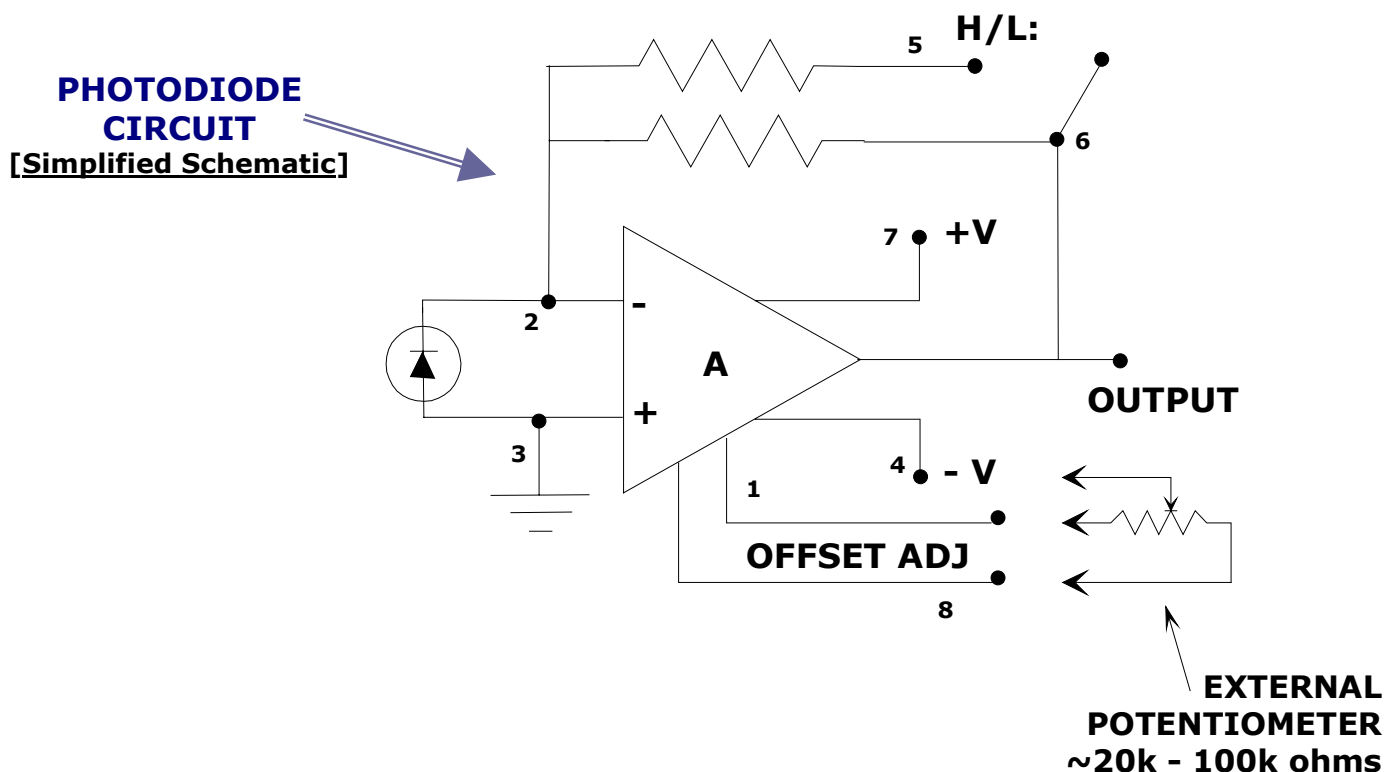 H/L:
5
PHOTODIODE
CIRCUIT
[Simplified Schematic]
6
7
+V
-
2
A
+
OUTPUT
3
4
- V
1
OFFSET ADJ
8
EXTERNAL
POTENTIOMETER
~20k - 100k ohms